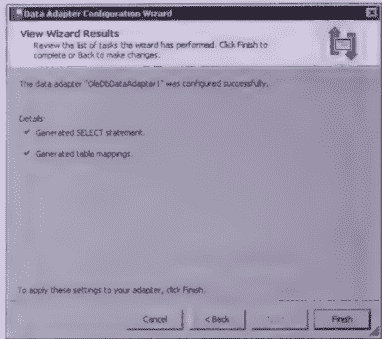 Data Adapter Configuration Wizard
View Wizard Results
Review the list of tasks the wizard has performed. Click Finish to
complete or Back to make changes.
The data adapter "OleDbDataAdapter1" was configured successfully.
Details:
Generated SELECT statement.
Generated table mappings.
To apply these settings to your adapter, click Finish.
Cancel
< Back
Finish